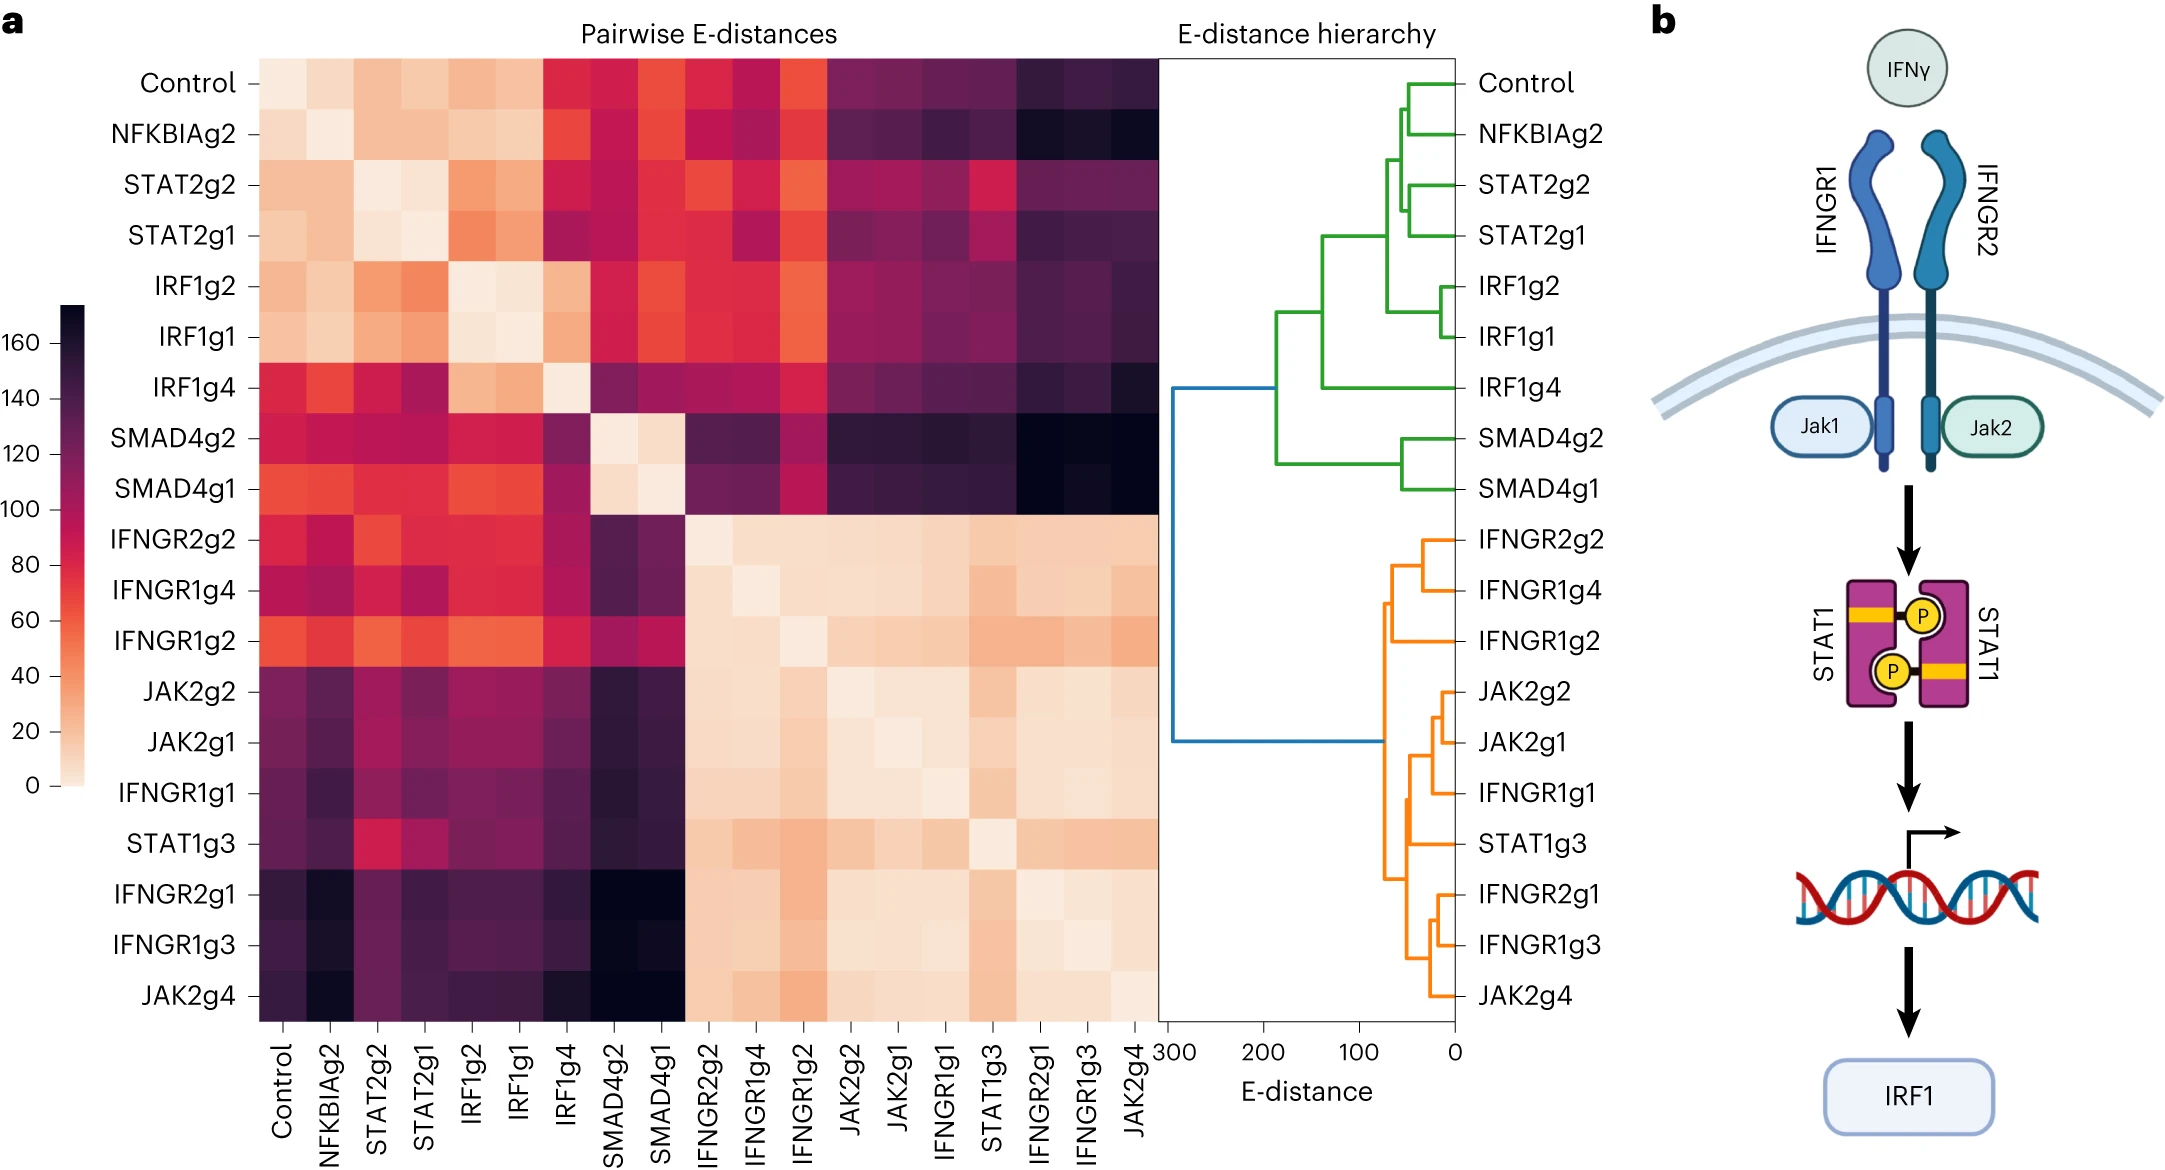 a
Pairwise E-distances
E-distance hierarchy
Control
NFKBIAg2
STAT2g2
STAT2g1
IRF1g2
IRF1g1
IRF1g4
SMAD4g2
SMAD4g1
IFNGR2g2
IFNGR1g4
IFNGR1g2
JAK2g2
JAK2g1
IFNGR1g1
STAT1g3
IFNGR2g1
IFNGR1g3
JAK2g4
160
140
120
100
80
60
40
20
0
Control
NFKBIAg2
STAT2g2
STAT2g1
IRF1g2
IRF1g1
IRF1g4
SMAD4g2
SMAD4g1
IFNGR2g2
IFNGR1g4
IFNGR1g2
JAK2g2
JAK2g1
IFNGR1g1
STAT1g3
IFNGR2g1
IFNGR1g3
JAK2g4
Control
NFKBIAg2
STAT2g2
STAT2g1
IRF1g2
IRF1g1
IRF1g4
SMAD4g2
SMAD4g1
IFNGR2g2
IFNGR1g4
IFNGR1g2
JAK2g2
JAK2g1
IFNGR1g1
STAT1g3
IFNGR2g1
IFNGR1g3
JAK2g4
300
200
100
0
E-distance
b
IFNγ
IFNGR1
IFNGR2
Jak1
Jak2
STAT1
P
P
STAT1
IRF1